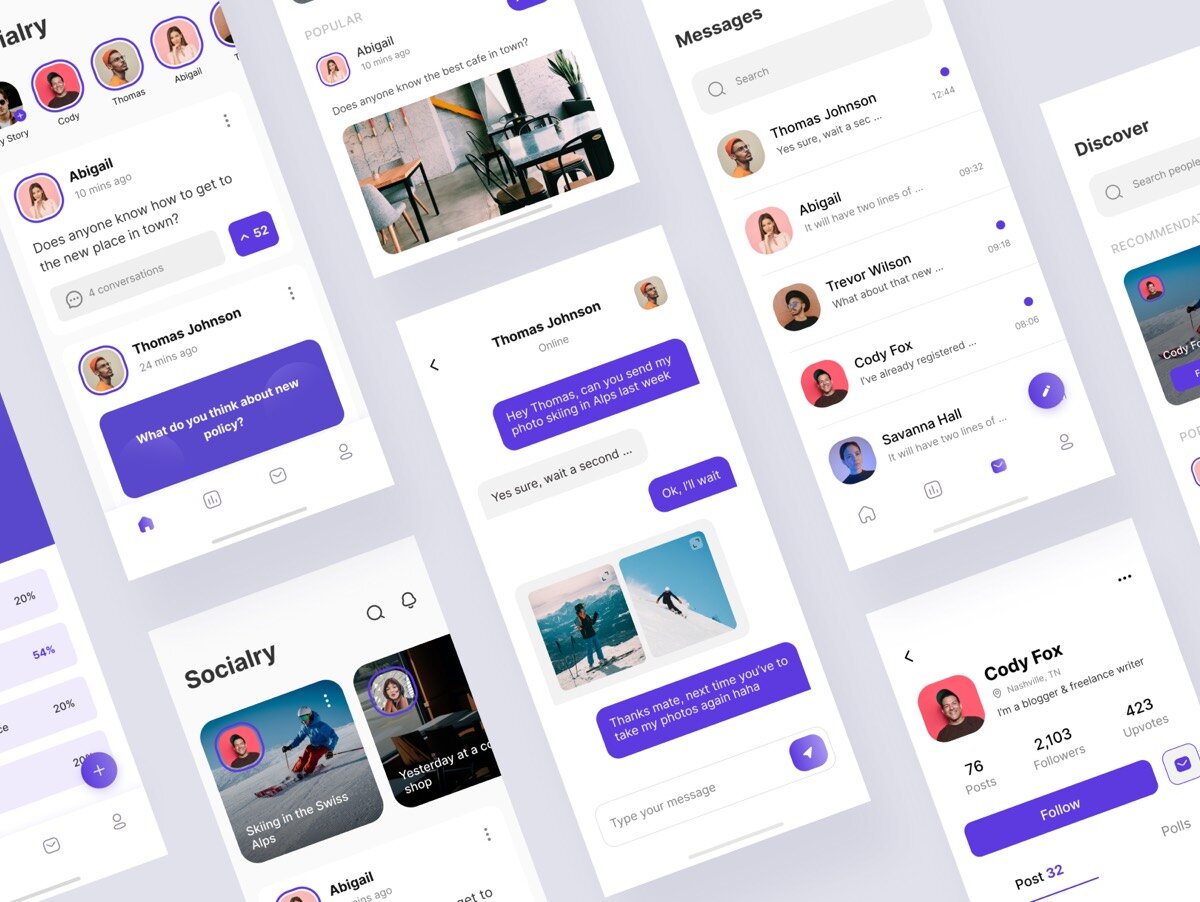 Socialry
y Story
Cody
Thomas
Abigail
Abigail
10 mins ago
Does anyone know how to get to
the new place in town?
4 conversations
52
Thomas Johnson
24 mins ago
What do you think about new
policy?
20%
54%
20%
POPULAR
Abigail
10 mins ago
Does anyone know the best cafe in town?
Thomas Johnson
Online
Hey Thomas, can you send my
photo skiing in Alps last week
Yes sure, wait a second ...
Ok, I'll wait
Thanks mate, next time you've to
take my photos again haha
Type your message
Socialry
Skiing in the Swiss
Alps
Yesterday at a co
shop
Abigail
10 mins ago
get to
Messages
Search
Thomas Johnson
Yes sure, wait a sec ...
12:44
Abigail
It will have two lines of ...
09:32
Trevor Wilson
What about that new ...
09:18
Cody Fox
I've already registered ...
08:06
Savanna Hall
It will have two lines of ...
Discover
Search people
RECOMMENDAT
Cody Fo
F
PO
Cody Fox
Nashville, TN
I'm a blogger & freelance writer
76
Posts
2,103
Followers
423
Upvotes
Follow
Post 32
Polls